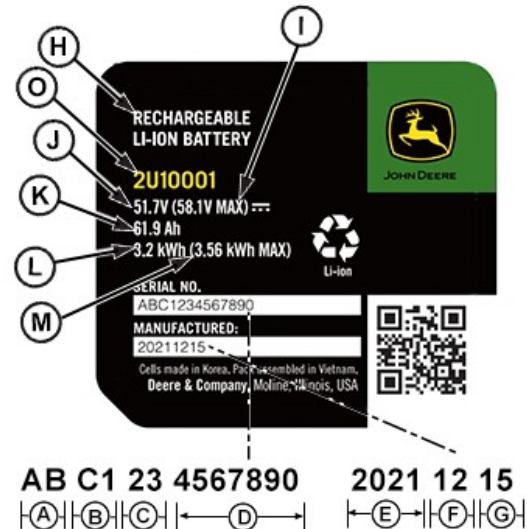 H
I
O
RECHARGEABLE
LI-ION BATTERY
J
2U10001
JOHN DEERE
51.7V (58.1V MAX)
K
61.9 Ah
L
3.2 kWh (3.56 kWh MAX)
Li-ion
M
SERIAL NO.
ABC1234567890
MANUFACTURED:
20211215
Cells made in Korea. Pack assembled in Vietnam.
Deere & Company, Moline, Illinois, USA
AB C1 23 4567890 2021 12 15
A B C D E F G